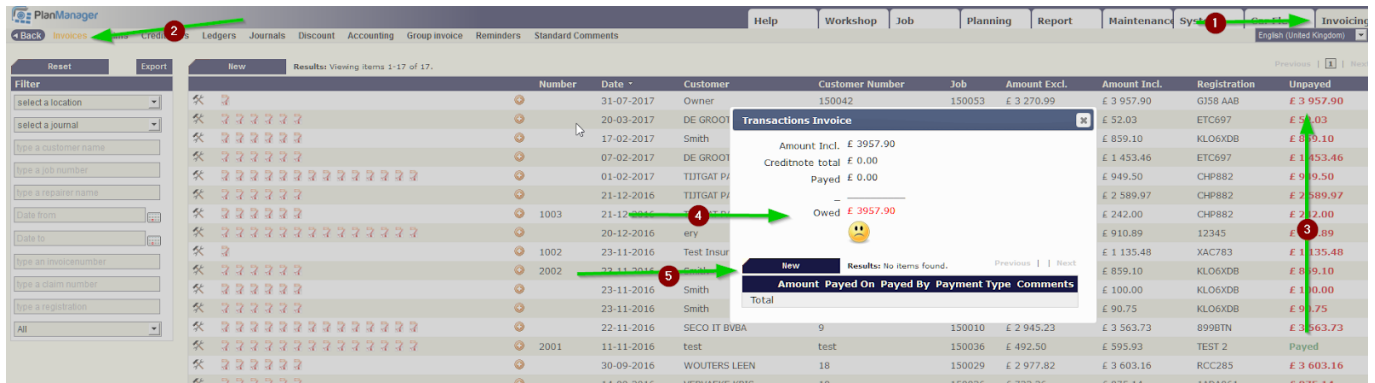 PlanManager
Help Workshop Job Planning Report Maintenance Invoicing
1
Back Invoices Ledgers Journals Discount Accounting Group invoice Reminders Standard Comments
2
English (United Kingdom)
Reset Export New Results: Viewing items 1-17 of 17. Previous | 1 | Next
Filter
Number Date Customer Customer Number Job Amount Excl. Amount Incl. Registration Unpayed
select a location
31-07-2017 Owner 150042 150053 £ 3 270.99 £ 3 957.90 GJ58 AAB £ 3 957.90
select a journal
20-03-2017 DE GROOT £ 52.03 ETC697
type a customer name
17-02-2017 Smith £ 859.10 KLO6XDB
07-02-2017 DE GROOT £ 1 453.46 ETC697
type a job number
01-02-2017 TIJTGAT £ 949.50 CHP882
type a repairer name
21-12-2016 TIJTGAT £ 2 589.97 CHP882
Date from
1003 £ 242.00 CHP882
Date to
20-12-2016 ery £ 910.89 12345
3
type an invoicenumber
1002 23-11-2016 Test Insur £ 1 135.48 XAC783
2002 £ 859.10 KLO6XDB
type a claim number
23-11-2016 Smith £ 100.00 KLO6XDB
type a registration
23-11-2016 Smith £ 90.75 KLO6XDB
All
22-11-2016 SECO IT BVBA 9 150010 £ 2 945.23 £ 3 563.73 8998TN
2001 11-11-2016 test test 150036 £ 492.50 £ 595.93 TEST 2 Payed
30-09-2016 WOUTERS LEEN 18 150029 £ 2 977.82 £ 3 603.16 RCC285 £ 3 603.16
Transactions Invoice
Amount Incl. £ 3957.90
Creditnote total £ 0.00
Payed £ 0.00
4
Owed £ 3957.90
5
New Results: No items found. Previous | | Next
Amount Payed On Payed By Payment Type Comments
Total